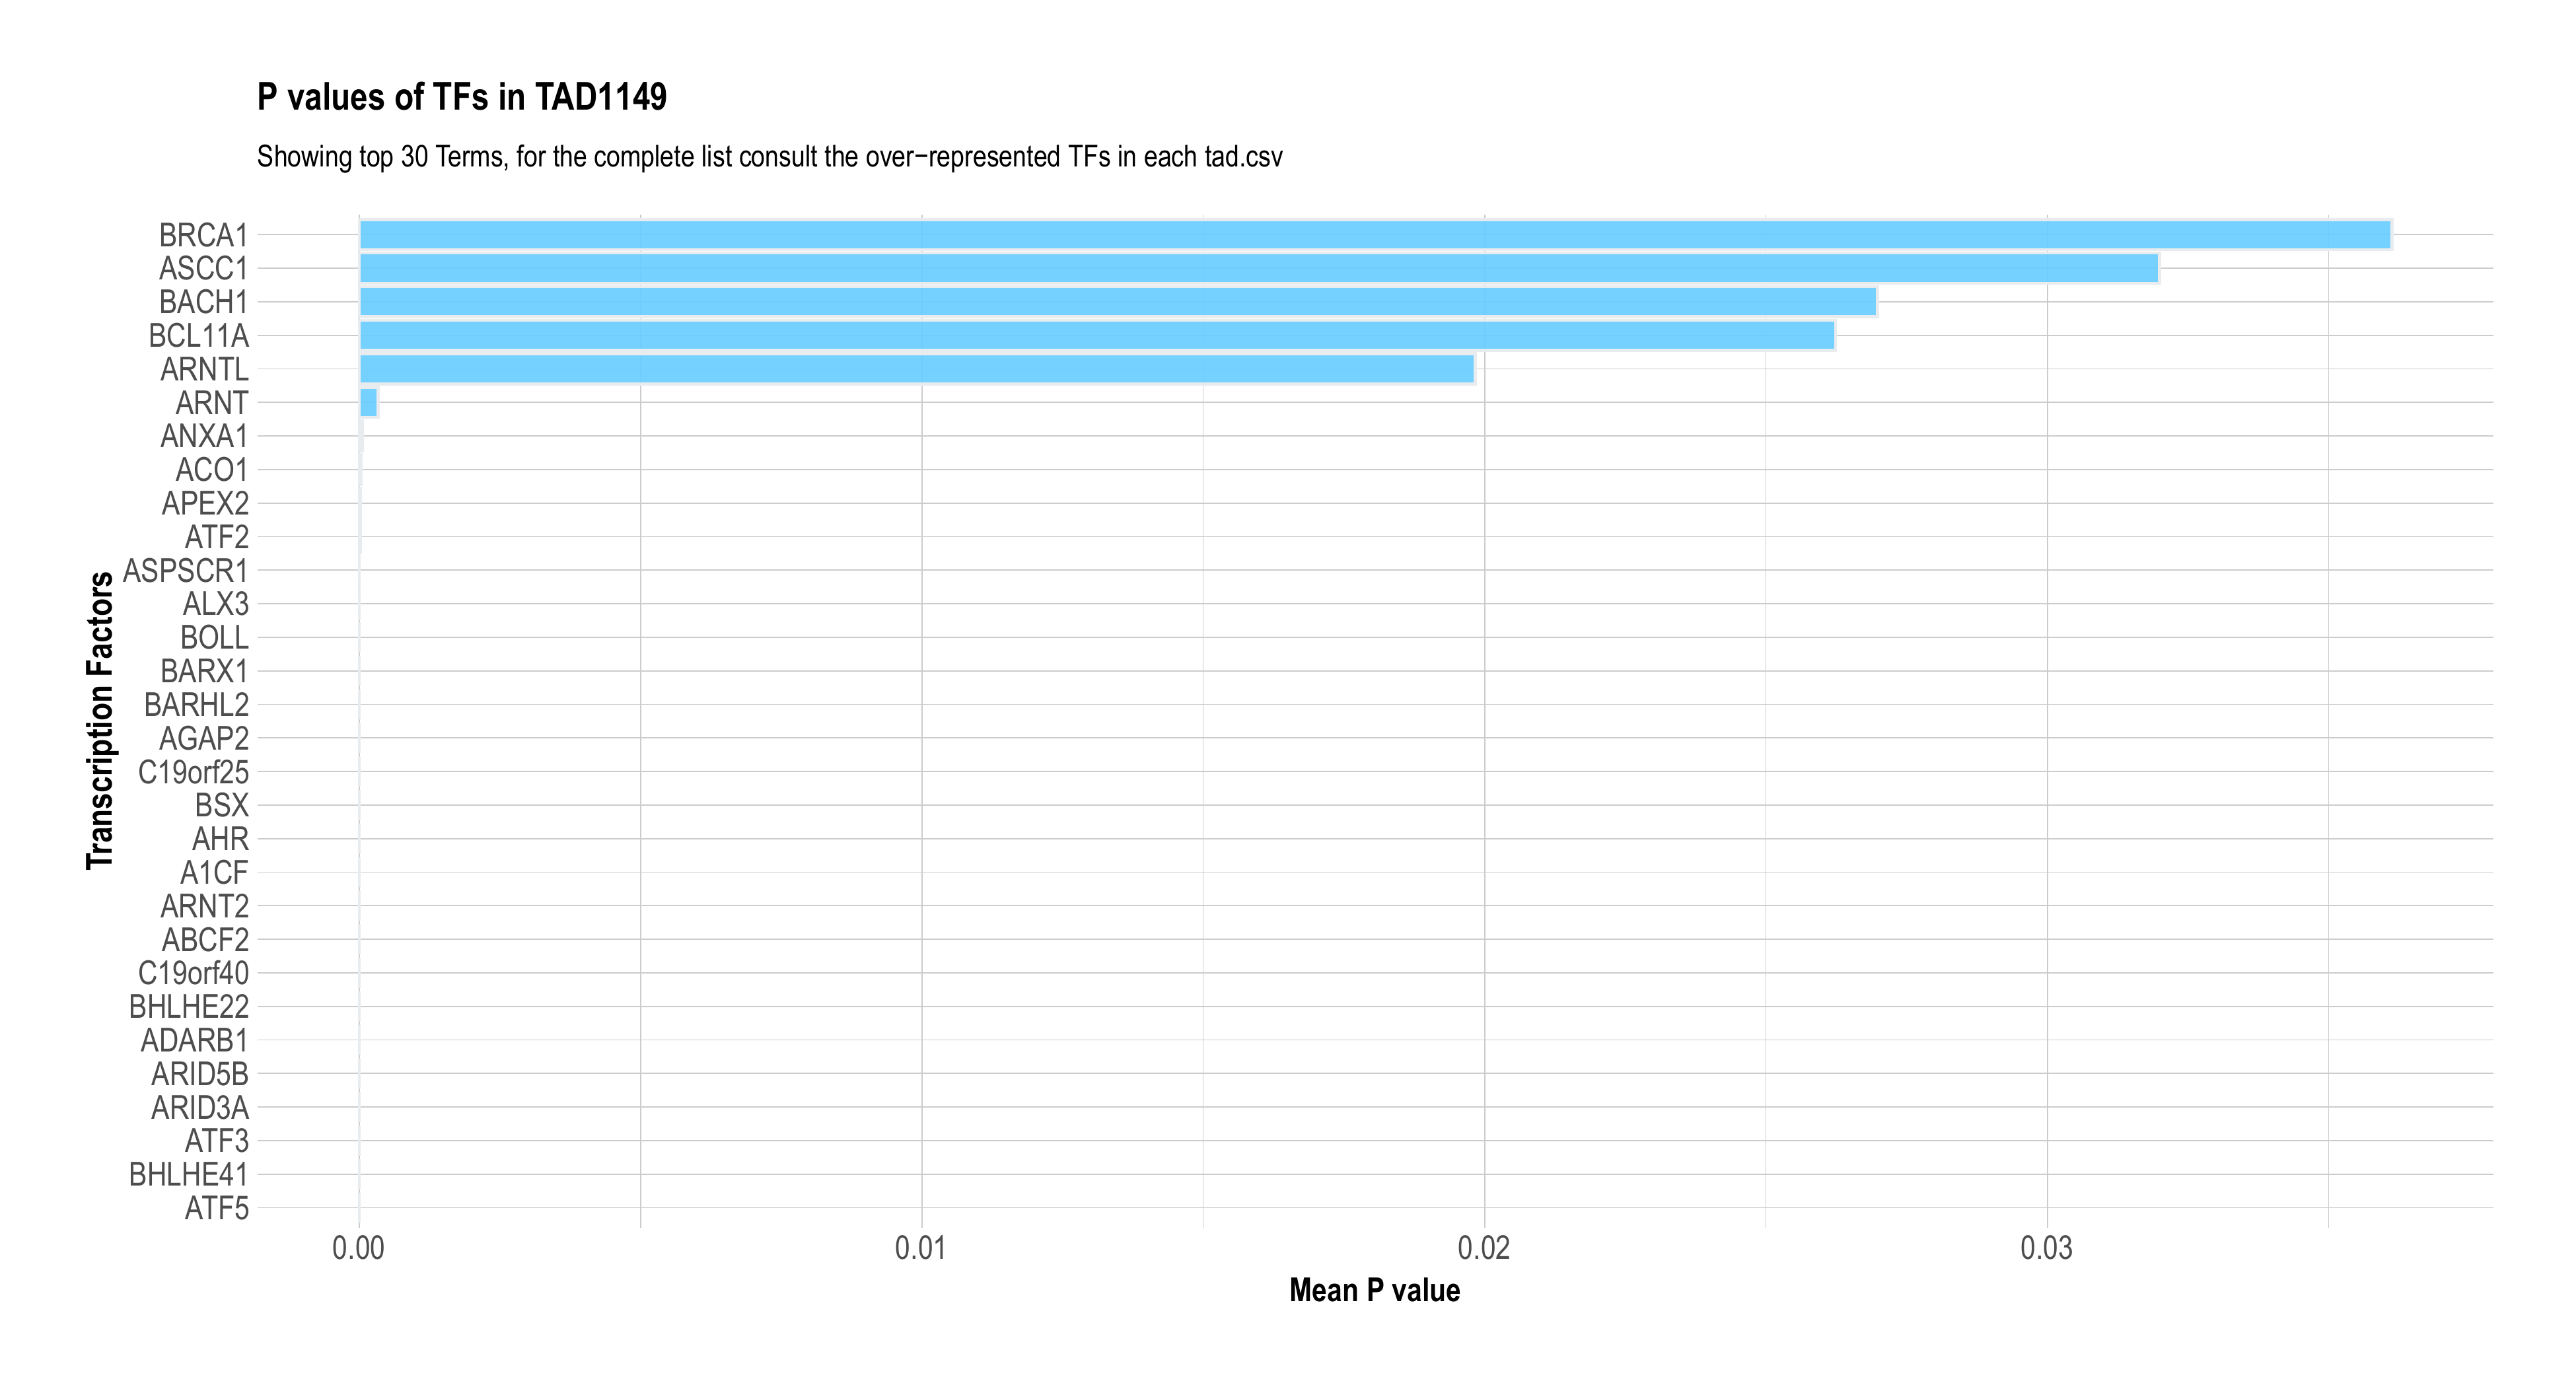 P values of TFs in TAD1149
Showing top 30 Terms, for the complete list consult the over−represented TFs in each tad.csv
Transcription Factors
BRCA1
ASCC1
BACH1
BCL11A
ARNTL
ARNT
ANXA1
ACO1
APEX2
ATF2
ASPSCR1
ALX3
BOLL
BARX1
BARHL2
AGAP2
C19orf25
BSX
AHR
A1CF
ARNT2
ABCF2
C19orf40
BHLHE22
ADARB1
ARID5B
ARID3A
ATF3
BHLHE41
ATF5
0.00 0.01 0.02 0.03
Mean P value